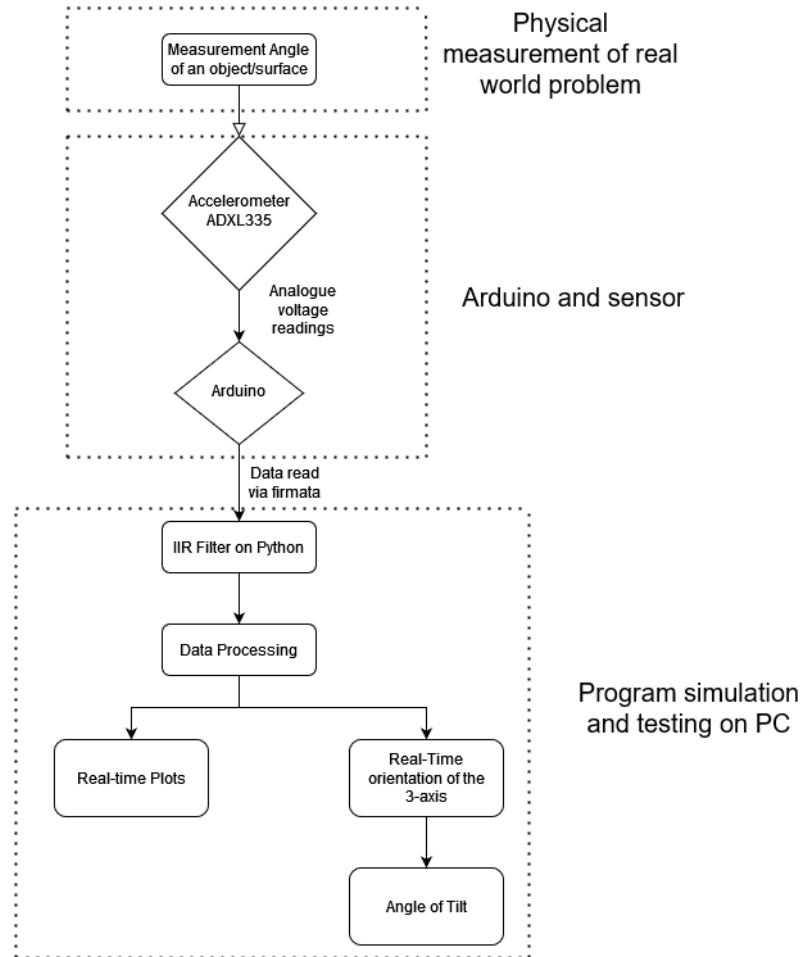 Physical
measurement of real
world problem
Measurement Angle
of an object/surface
Accelerometer
ADXL335
Analogue
voltage
readings
Arduino and sensor
Arduino
Data read
via firmata
IIR Filter on Python
Data Processing
Program simulation
and testing on PC
Real-time Plots
Real-Time
orientation of the
3-axis
Angle of Tilt